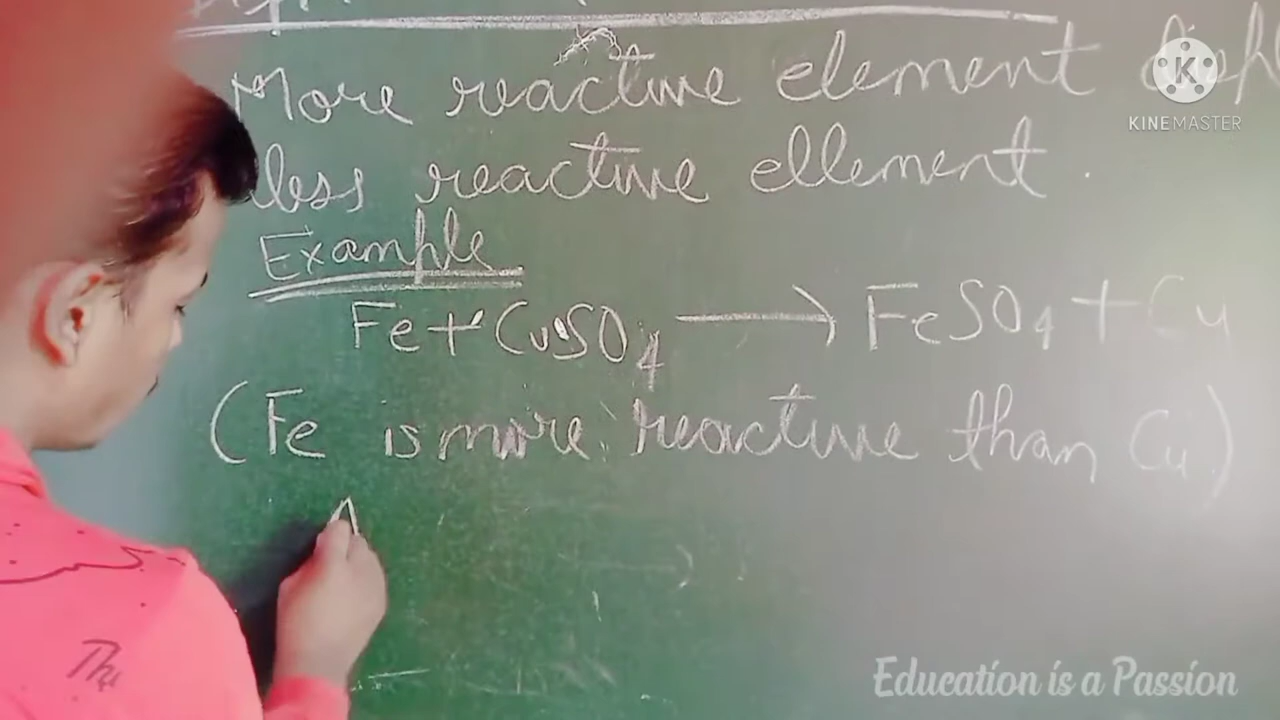 More reactive element
less reactive ellement.
Example
Fe + CuSO4 → FeSO4 + Cu
(Fe is more reactive than Cu)
A
K
KINEMASTER
Education is a Passion